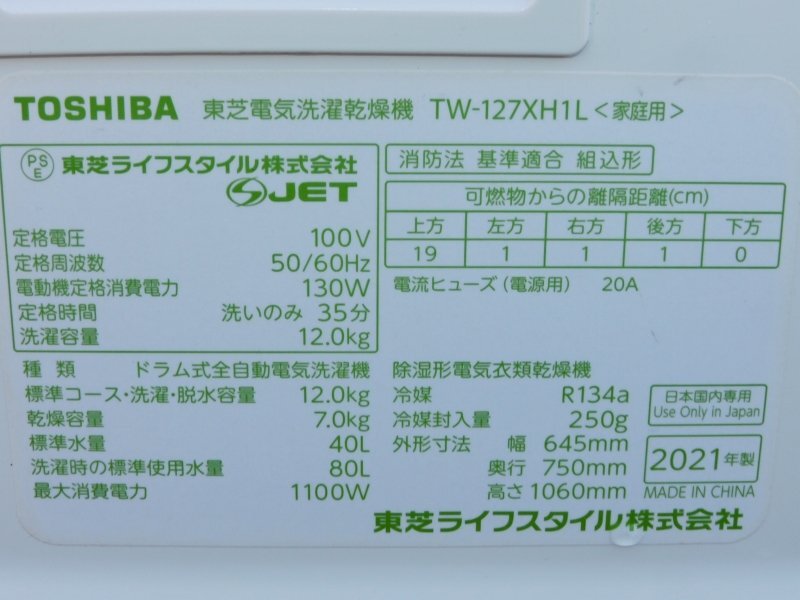 TOSHIBA 東芝電気洗濯乾燥機 TW-127XH1L<家庭用>
PS E 東芝ライフスタイル株式会社
JET
定格電圧 100V
定格周波数 50/60Hz
電動機定格消費電力 130W
定格時間 洗いのみ 35分
洗濯容量 12.0kg
消防法 基準適合 組込形
可燃物からの離隔距離(cm)
上方 左方 右方 後方 下方
19 1 1 1 0
電流ヒューズ(電源用) 20A
種類 ドラム式全自動電気洗濯機
標準コース・洗濯・脱水容量 12.0kg
乾燥容量 7.0kg
標準水量 40L
洗濯時の標準使用水量 80L
最大消費電力 1100W
除湿形電気衣類乾燥機
冷媒 R134a
冷媒封入量 250g
外形寸法 幅 645mm
奥行 750mm
高さ 1060mm
日本国内専用
Use Only in Japan
2021年製
MADE IN CHINA
東芝ライフスタイル株式会社